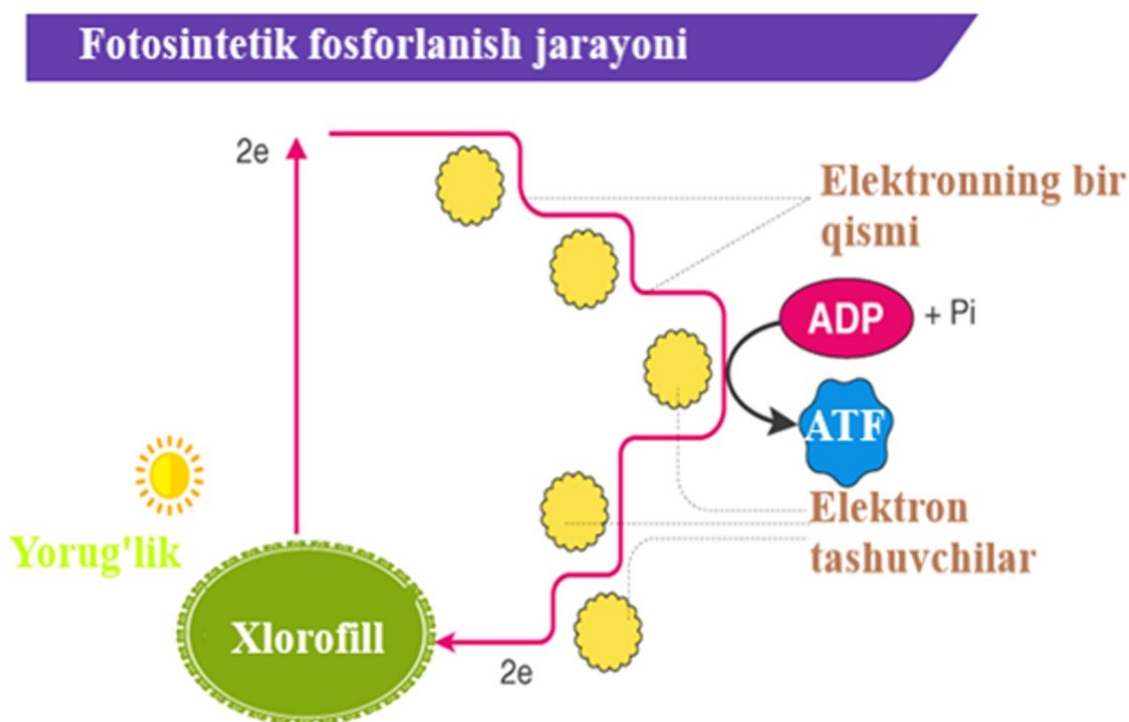 Fotosintetik fosforlanish jarayoni
2e
Elektronning bir
qismi
ADP + Pi
ATF
Elektron
tashuvchilar
Yorug'lik
Xlorofill
2e